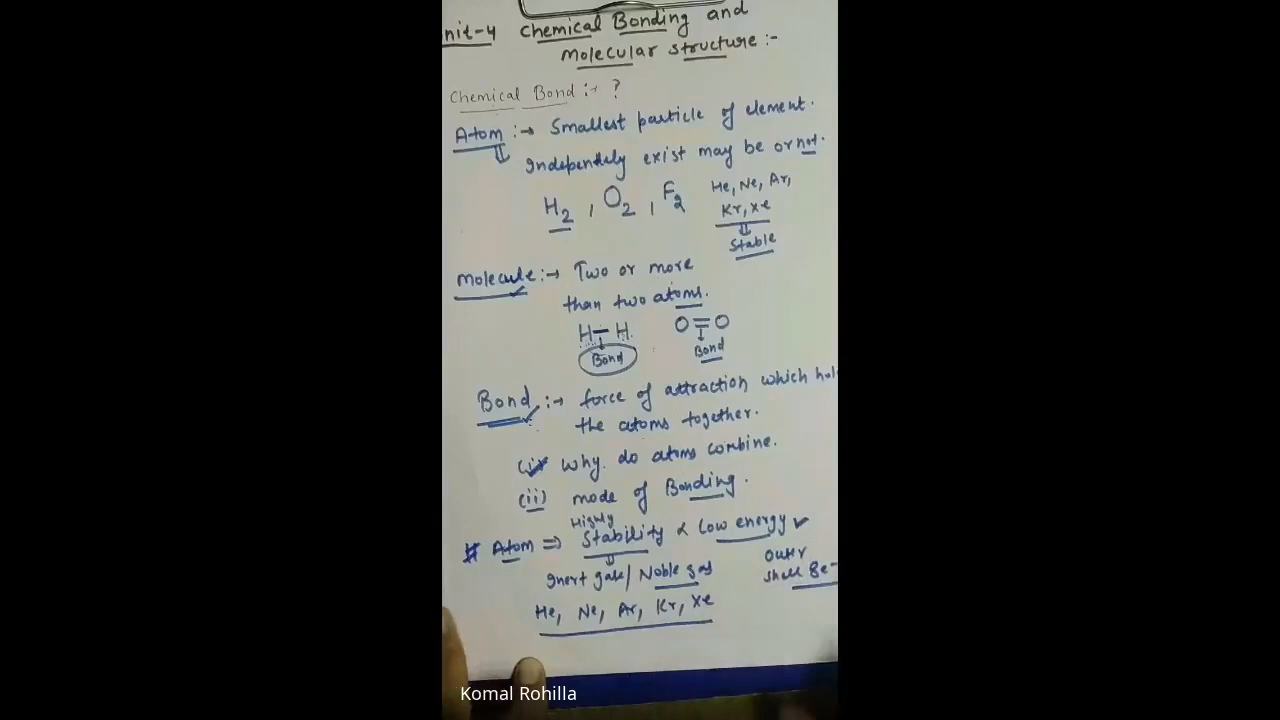 nit-4 Chemical Bonding and
Molecular structure :-
Chemical Bond :→ ?
Atom :→ Smallest particle of element.
Independely exist may be or not.
H2 , O2 , F2
He, Ne, Ar,
Kr, Xe
⇓
Stable
Molecule :→ Two or more
than two atoms.
H–H O=O
Bond Bond
Bond :→ force of attraction which hol
the atoms together.
(i) Why do atoms combine.
(ii) mode of Bonding.
Highly
# Atom ⇒ Stability ∝ Low energy ✓
Outer
shell 8e-
Inert gase/ Noble gas
He, Ne, Ar, Kr, Xe
Komal Rohilla